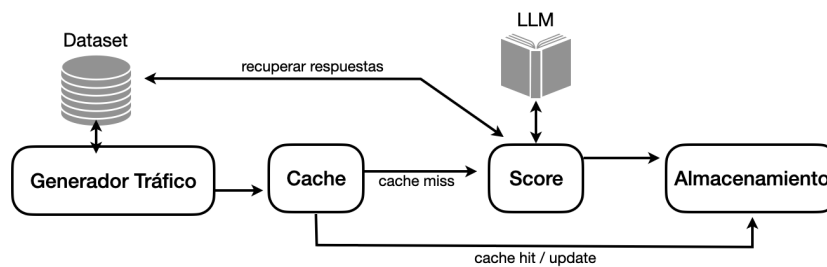 LLM
Dataset
recuperar respuestas
Generador Tráfico
Cache
cache miss
Score
Almacenamiento
cache hit / update